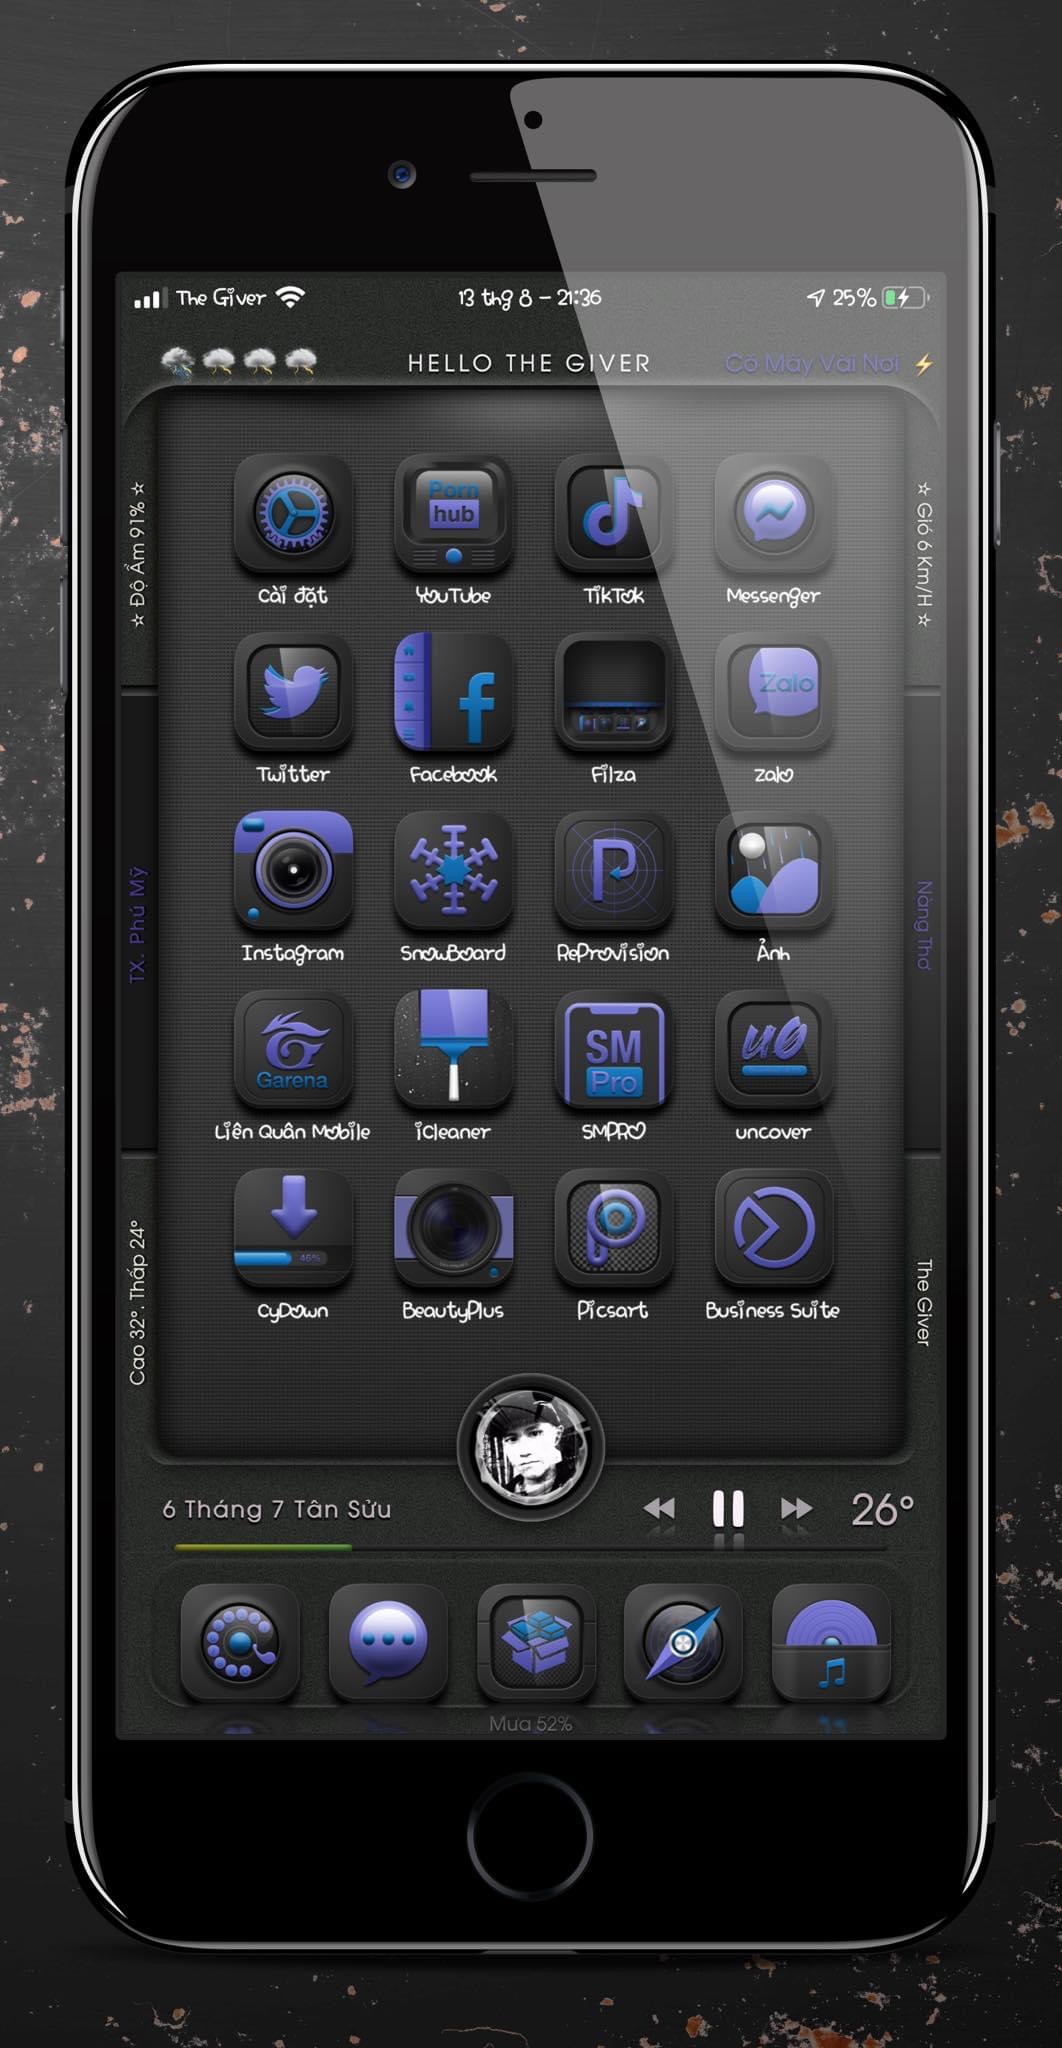 The Giver
13 thg 8 - 21:36
25%
HELLO THE GIVER
Có Mây Vài Nơi
☆ Độ Ẩm 91% ☆
☆ Gió 6 Km/H ☆
Porn
hub
Cài đặt
YouTube
TikTok
Messenger
Zalo
Twitter
Facebook
Filza
Zalo
TX. Phú Mỹ
Nàng Thơ
P
Instagram
SnowBoard
ReProvision
Ảnh
Garena
SM
Pro
u0
Liên Quân Mobile
iCleaner
SMPRO
uncover
Cao 32°. Thấp 24°
The Giver
46%
CyDown
BeautyPlus
Picsart
Business Suite
6 Tháng 7 Tân Sửu
26°
Mưa 52%